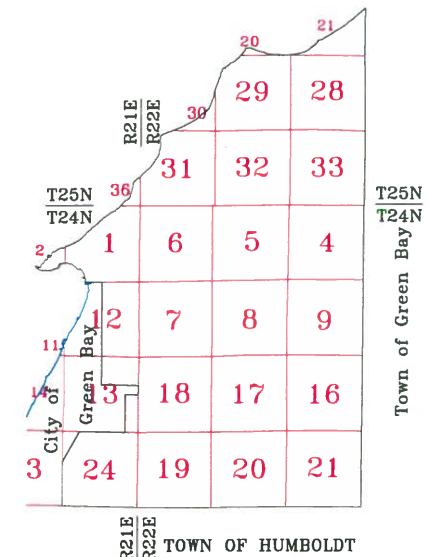 21
20
29 28
30
R21E
R22E
31 32 33
36
T25N
T24N
T25N
T24N
2
1 6 5 4
Town of Green Bay
12 7 8 9
11
City of
Green Bay
14
13 18 17 16
3 24 19 20 21
R21E
R22E
TOWN OF HUMBOLDT